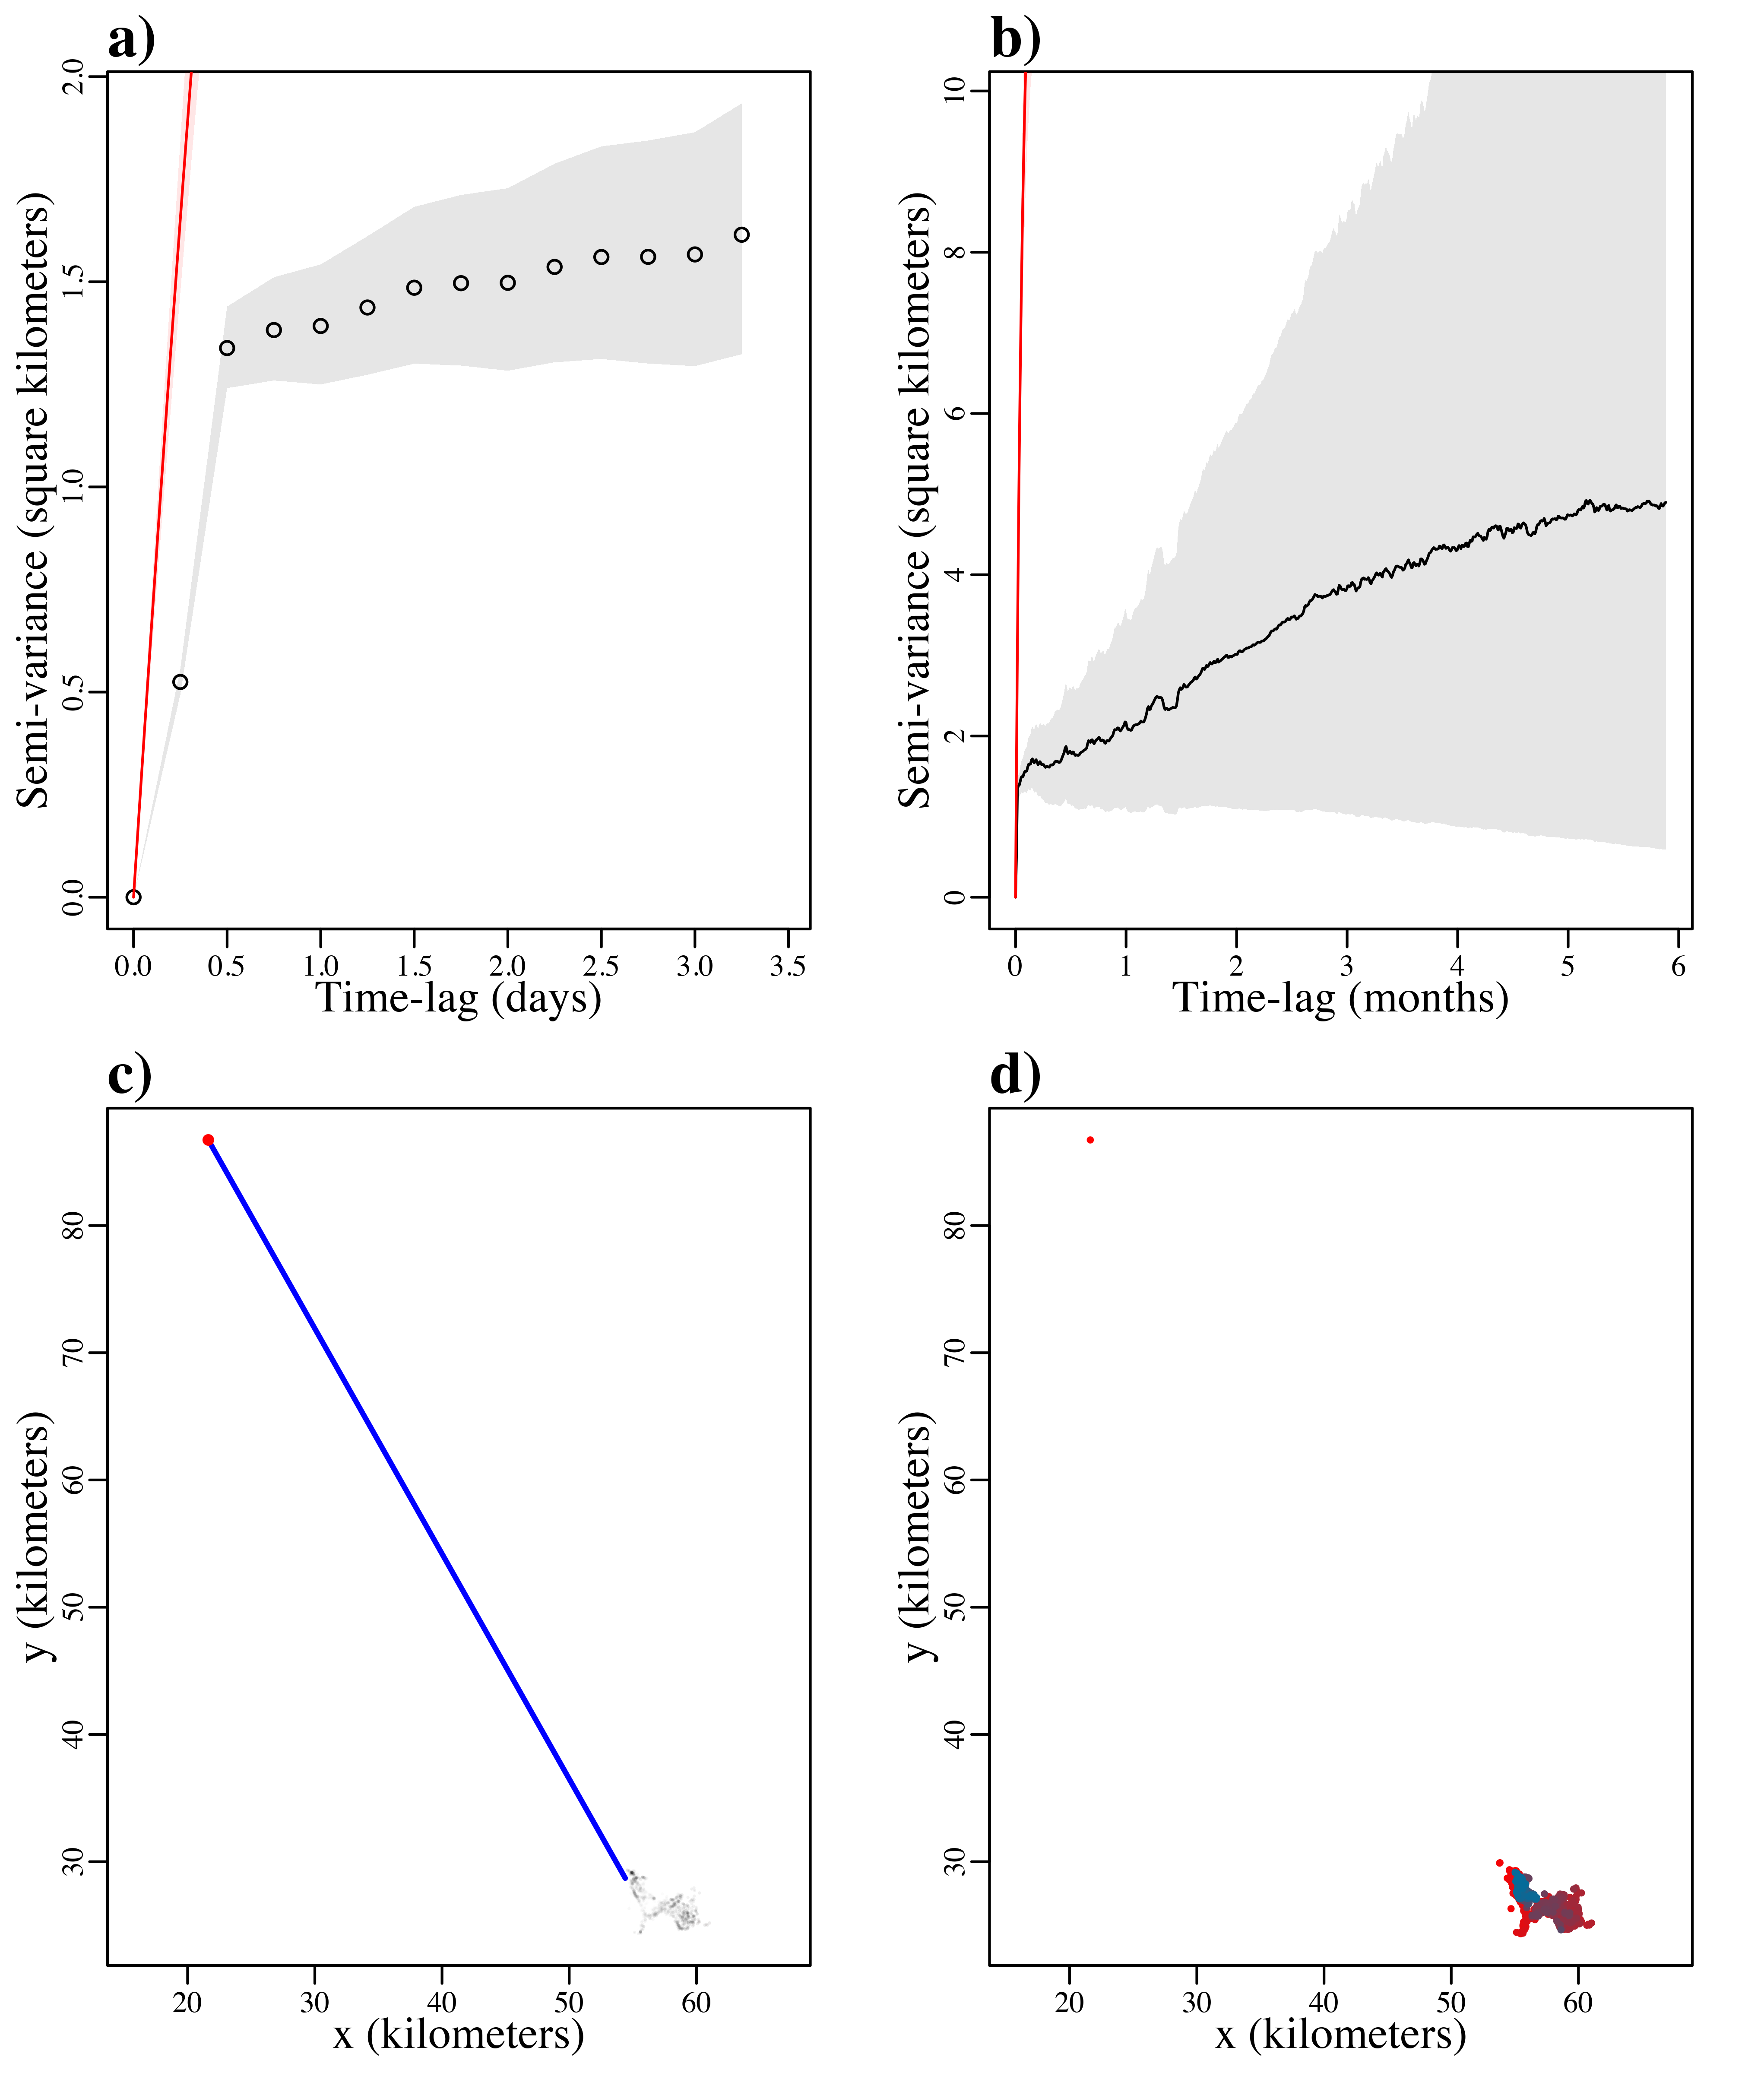 a)
Semi-variance (square kilometers)
2.0
1.5
1.0
0.5
0.0
0.0 0.5 1.0 1.5 2.0 2.5 3.0 3.5
Time-lag (days)
b)
Semi-variance (square kilometers)
10
8
6
4
2
0
0 1 2 3 4 5 6
Time-lag (months)
c)
y (kilometers)
80
70
60
50
40
30
20 30 40 50 60
x (kilometers)
d)
y (kilometers)
80
70
60
50
40
30
20 30 40 50 60
x (kilometers)